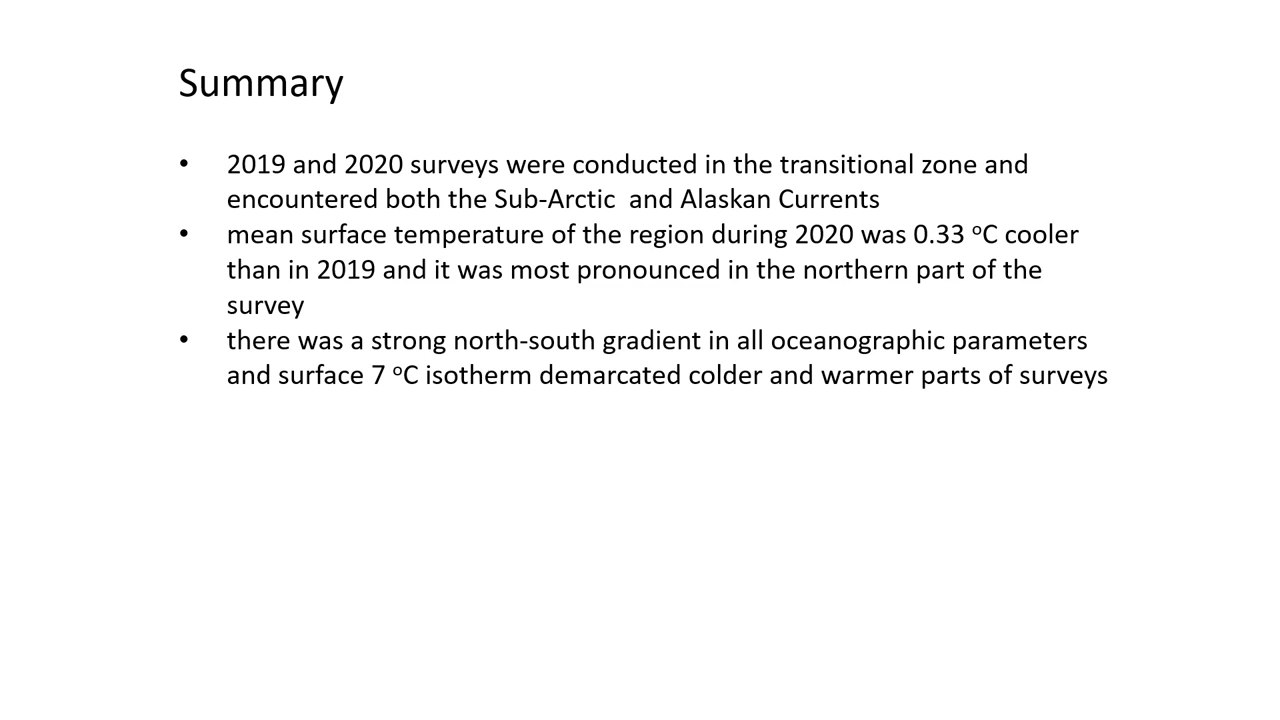 Summary
• 2019 and 2020 surveys were conducted in the transitional zone and
encountered both the Sub-Arctic  and Alaskan Currents
• mean surface temperature of the region during 2020 was 0.33 ºC cooler
than in 2019 and it was most pronounced in the northern part of the
survey
• there was a strong north-south gradient in all oceanographic parameters
and surface 7 ºC isotherm demarcated colder and warmer parts of surveys